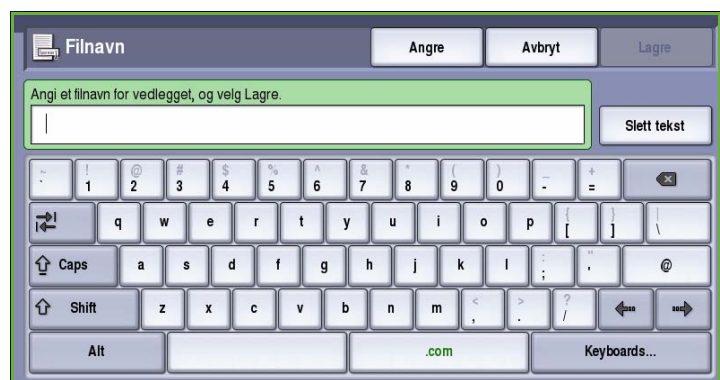 Filnavn Angre Avbryt Lagre
Angi et filnavn for vedlegget, og velg Lagre.
Slett tekst
~ ! @ # $ % ^ & * ( ) _ +
` 1 2 3 4 5 6 7 8 9 0 - =
q w e r t y u i o p { [ } ] | \
Caps a s d f g h j k l : ; " ' @
Shift z x c v b n m < , > . ? /
Alt .com Keyboards...